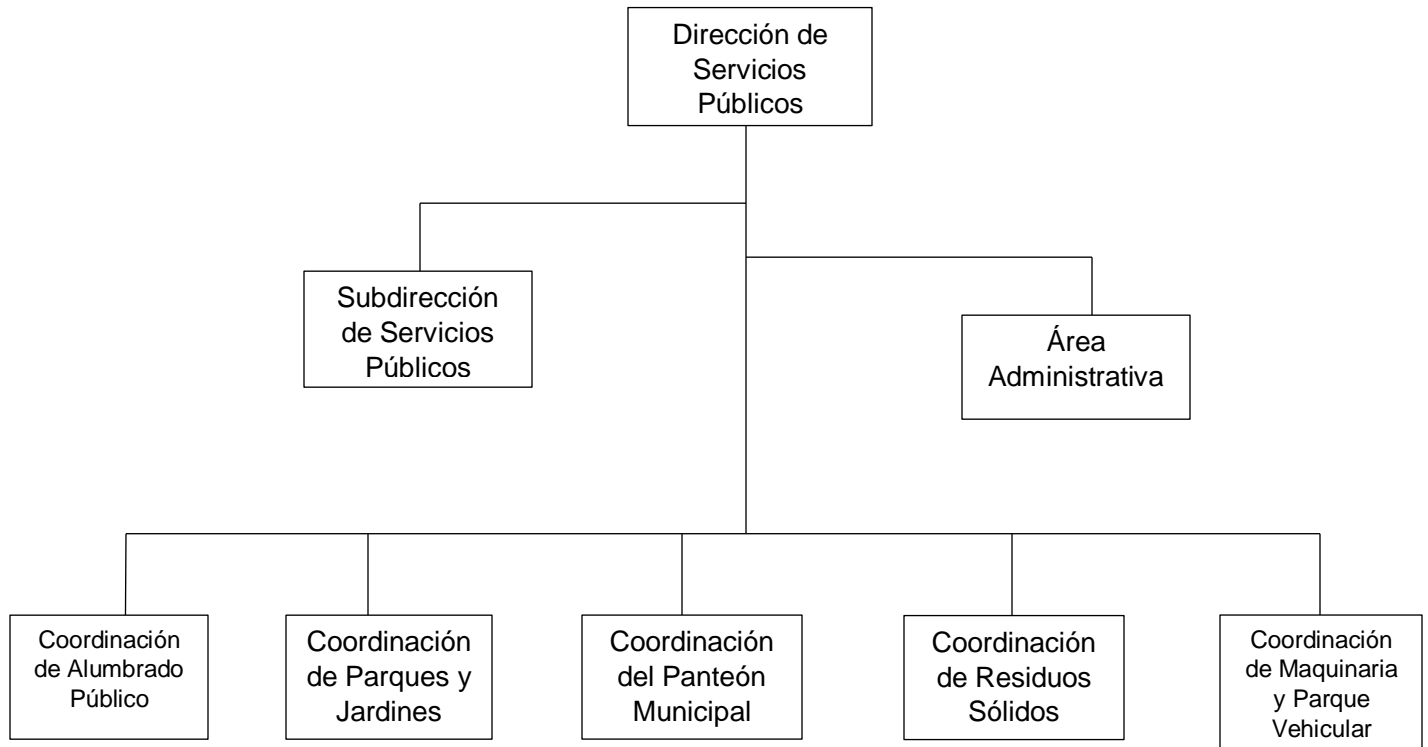 Dirección de
Servicios
Públicos
Subdirección
de Servicios
Públicos
Área
Administrativa
Coordinación
de Alumbrado
Público
Coordinación
de Parques y
Jardines
Coordinación
del Panteón
Municipal
Coordinación
de Residuos
Sólidos
Coordinación
de Maquinaria
y Parque
Vehicular